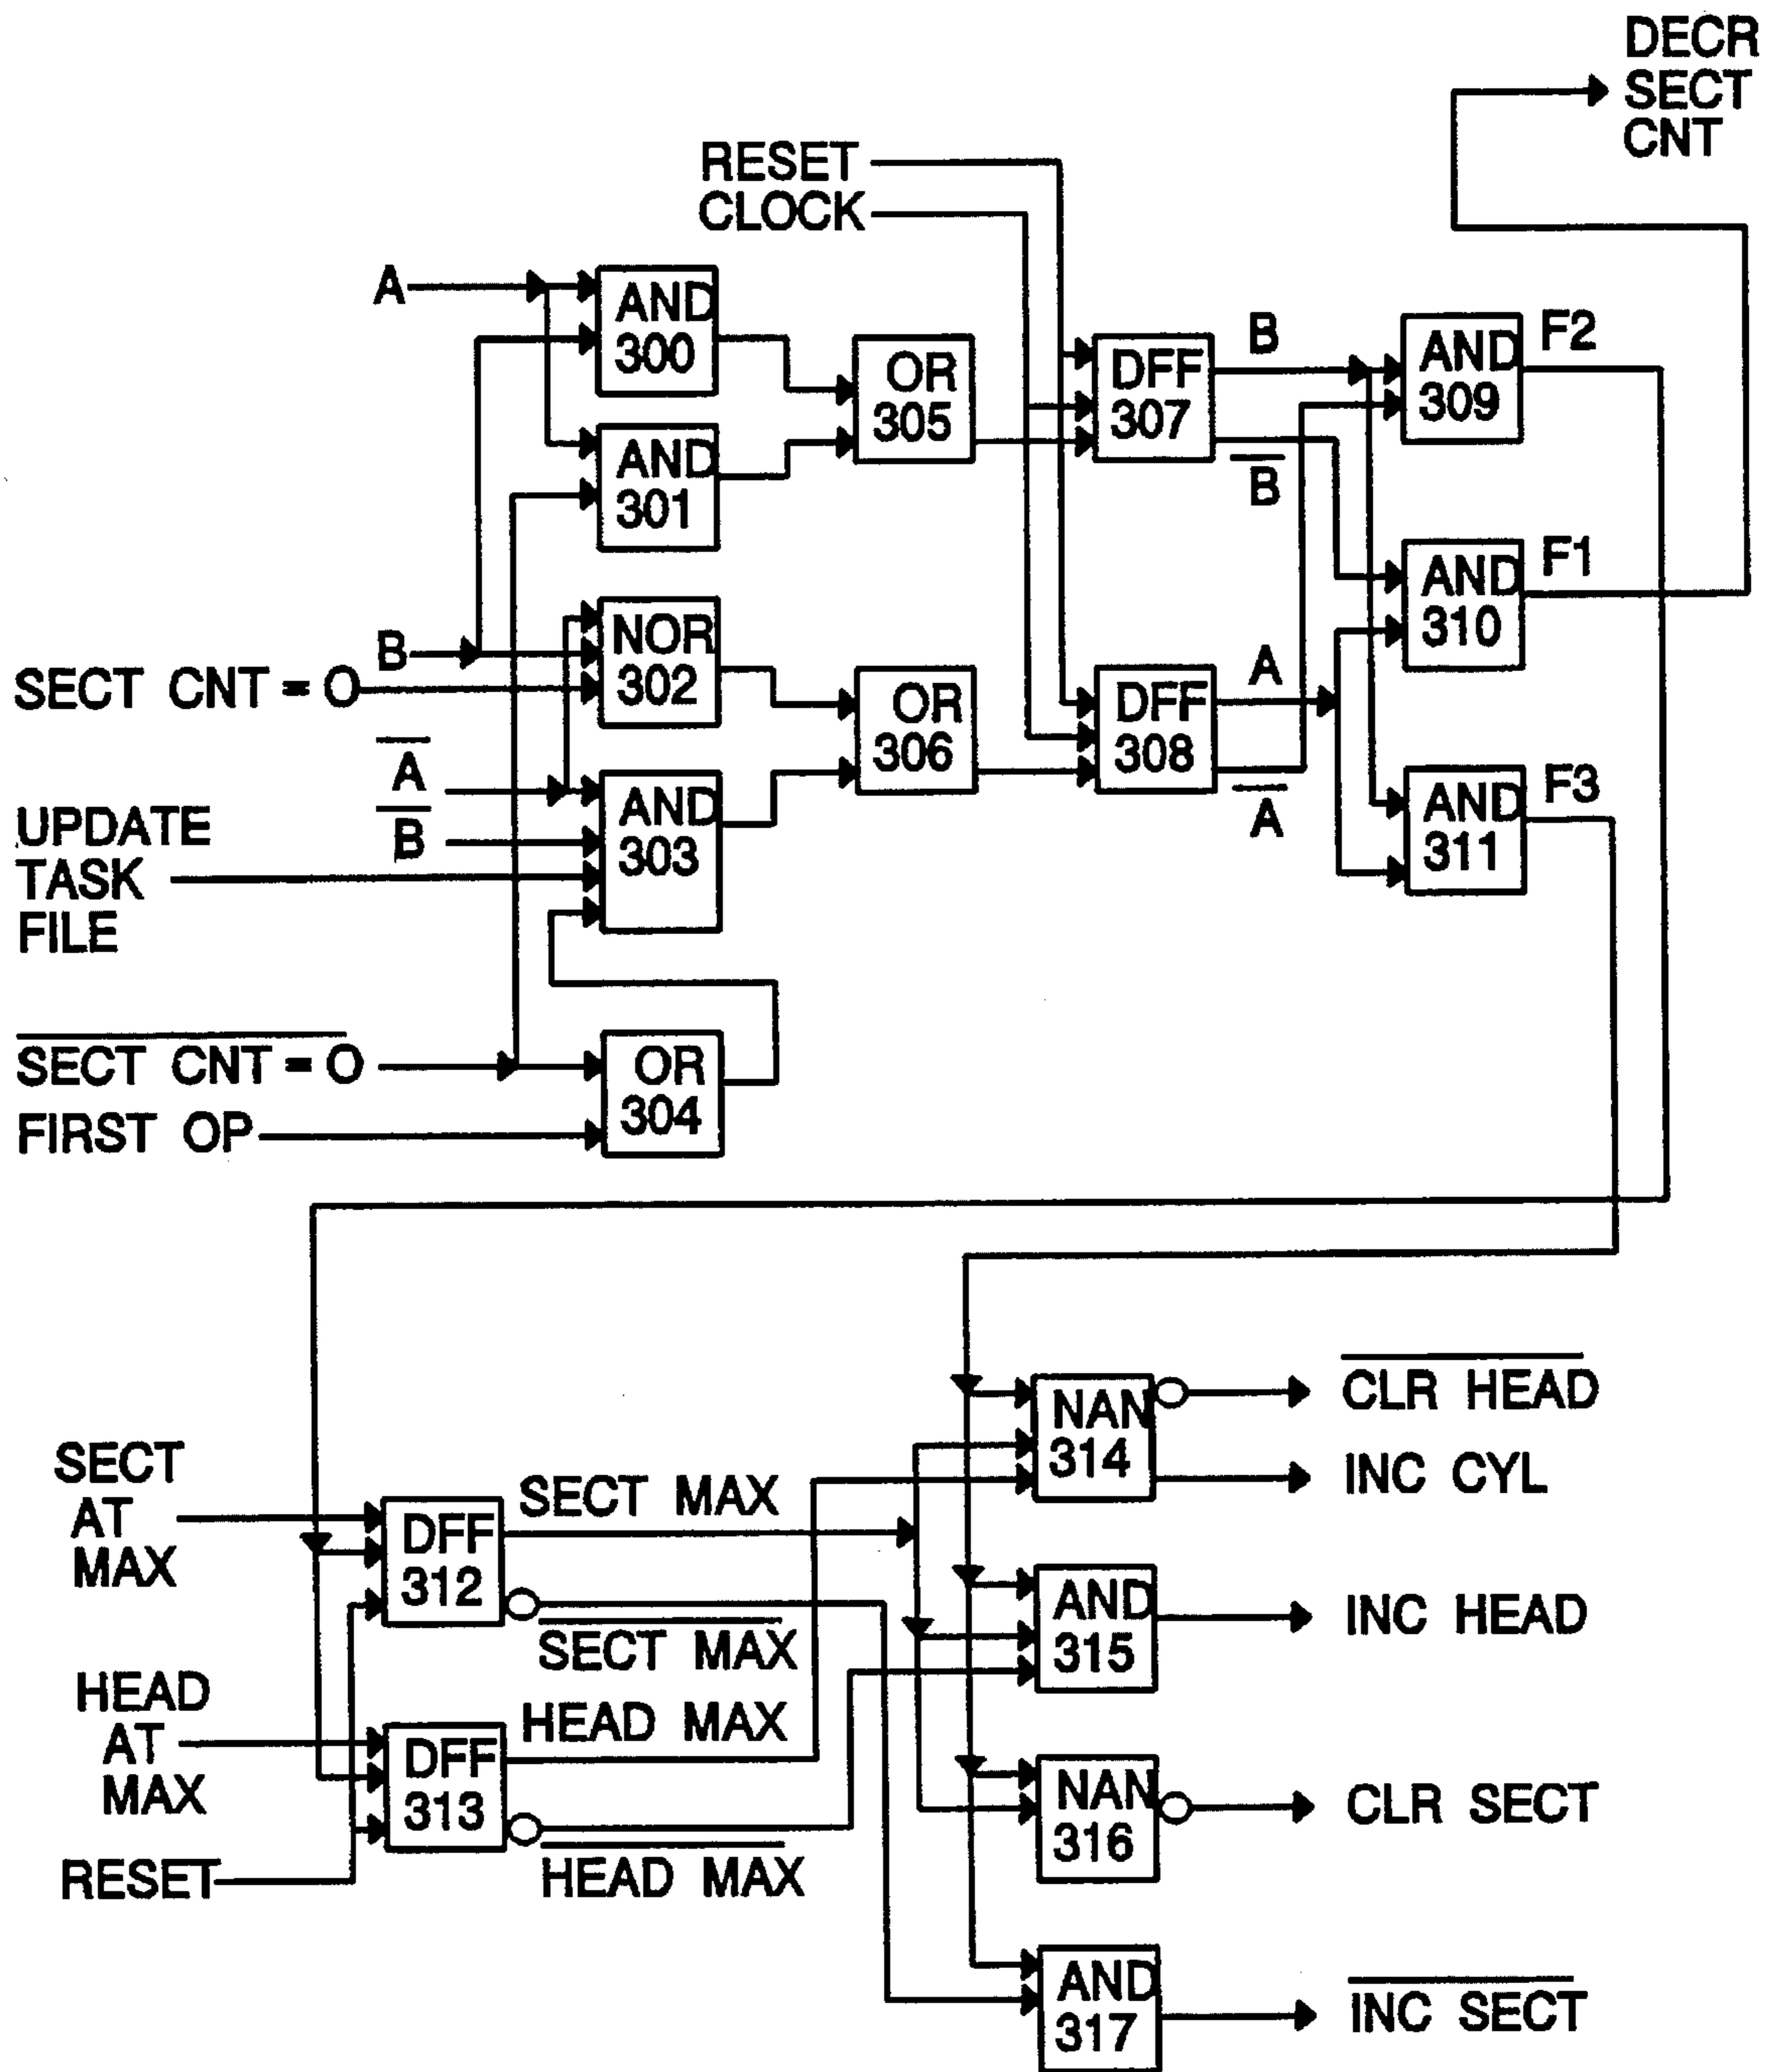 DECR
SECT
CNT
RESET
CLOCK
A
AND
300
OR
305
DFF
307
B
B
AND
309
F2
AND
301
AND
310
F1
B
SECT CNT = O
NOR
302
OR
306
DFF
308
A
A
A
B
UPDATE
TASK
FILE
AND
303
AND
311
F3
SECT CNT = O
FIRST OP
OR
304
SECT
AT
MAX
DFF
312
SECT MAX
SECT MAX
HEAD
AT
MAX
DFF
313
HEAD MAX
HEAD MAX
RESET
NAN
314
CLR HEAD
INC CYL
AND
315
INC HEAD
NAN
316
CLR SECT
AND
317
INC SECT